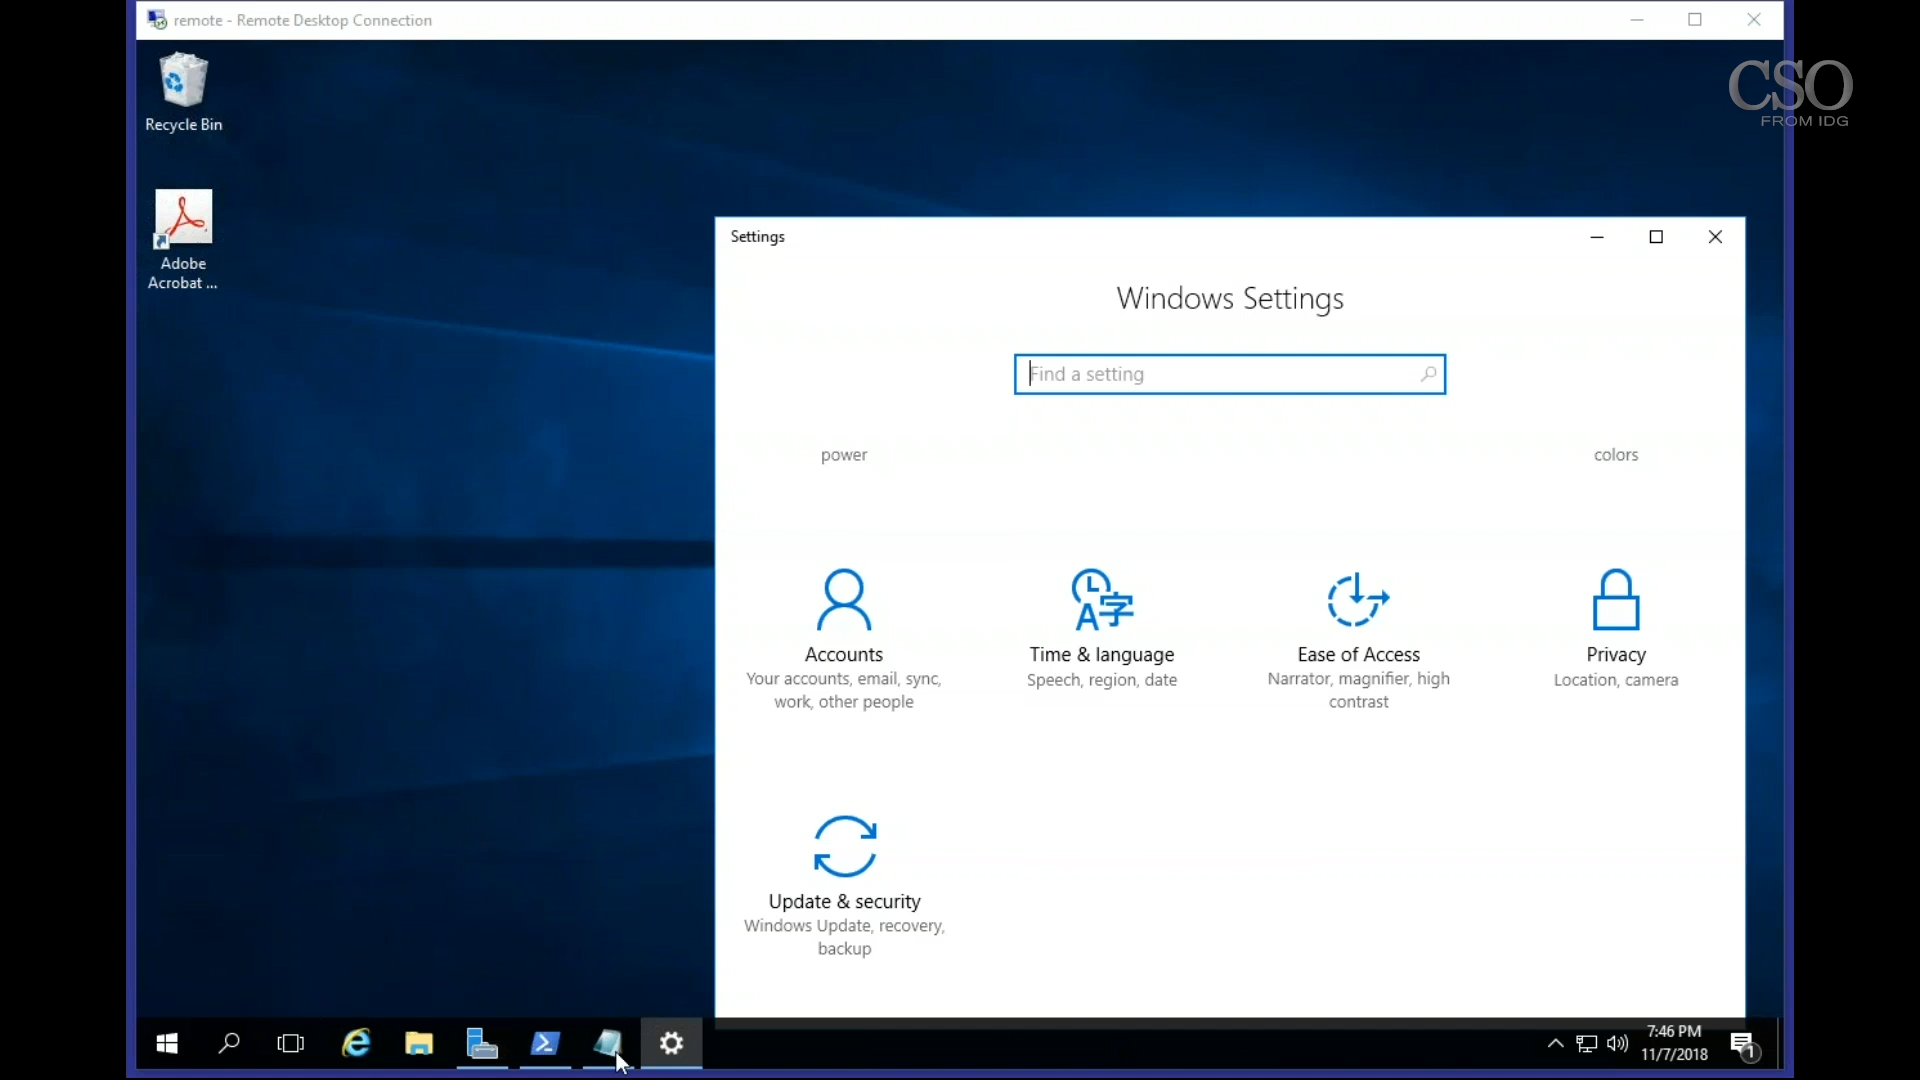 remote - Remote Desktop Connection
CSO
FROM IDG
Recycle Bin
Adobe
Acrobat ...
Settings
Windows Settings
Find a setting
power
colors
Accounts
Your accounts, email, sync,
work, other people
Time & language
Speech, region, date
Ease of Access
Narrator, magnifier, high
contrast
Privacy
Location, camera
Update & security
Windows Update, recovery,
backup
7:46 PM
11/7/2018
1